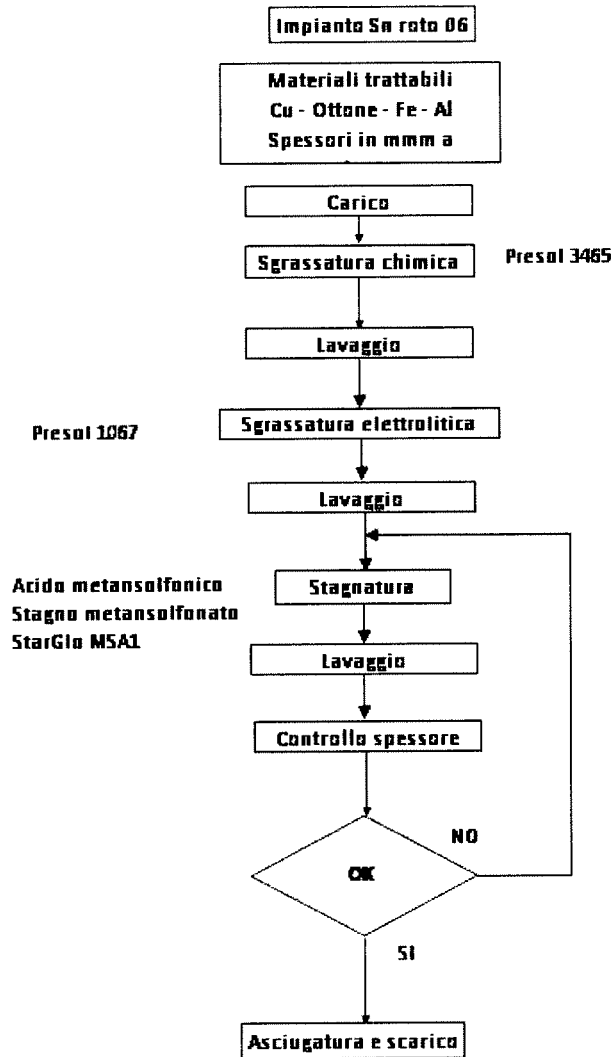 Impianto Sn roto 06
Materiali trattabili
Cu - Ottone - Fe - Al
Spessori in mmm a
Carico
Sgrassatura chimica
Presol 3465
Lavaggio
Sgrassatura elettrolitica
Presol 1067
Lavaggio
Stagnatura
Acido metansolfonico
Stagno metansolfonato
StarGlo MSA1
Lavaggio
Controllo spessore
NO
OK
SI
Asciugatura e scarico